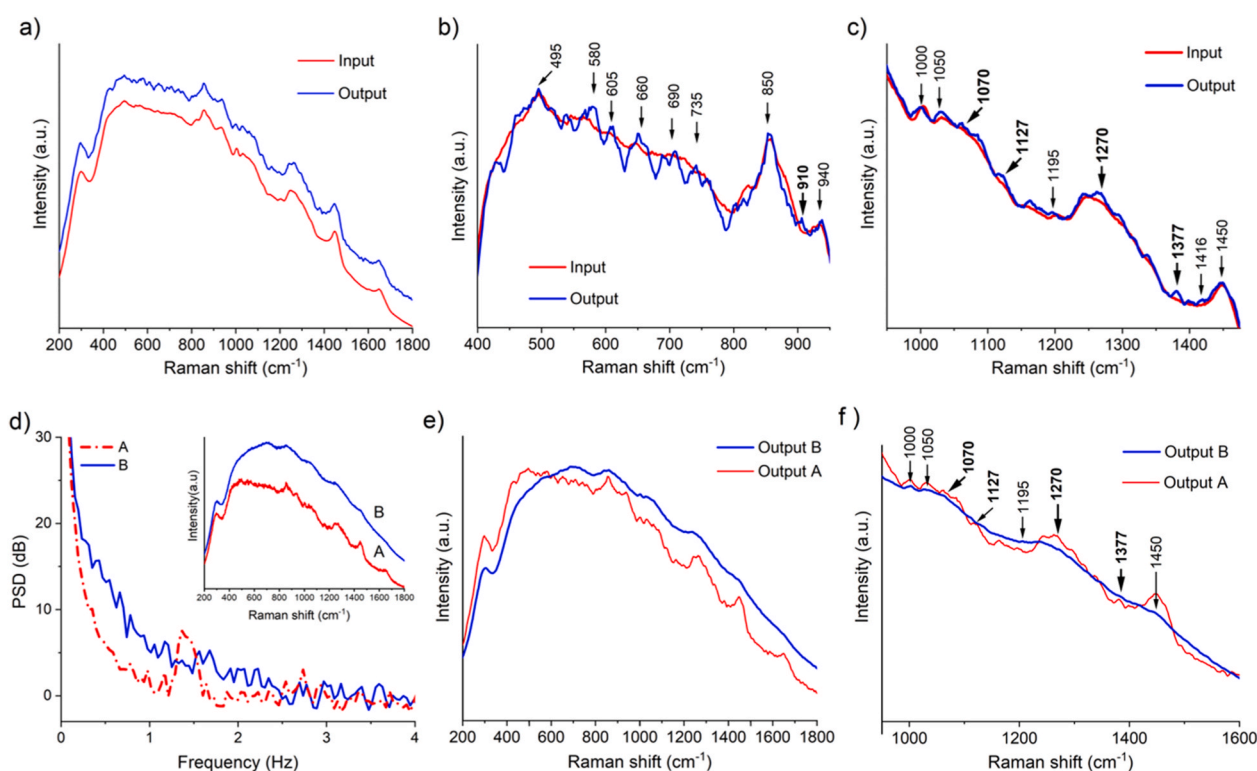 a)
Input
Output
Intensity (a.u.)
200 400 600 800 1000 1200 1400 1600 1800
Raman shift (cm⁻¹)
b)
495
580
605
660
690
735
850
910
940
Input
Output
Intensity (a.u.)
400 500 600 700 800 900
Raman shift (cm⁻¹)
c)
Input
Output
1000
1050
1070
1127
1195
1270
1377
1416
1450
Intensity (a.u.)
1000 1100 1200 1300 1400
Raman shift (cm⁻¹)
d)
A
B
30
20
10
0
PSD (dB)
0 1 2 3 4
Frequency (Hz)
Intensity(a.u)
B
A
200 400 600 800 1000 1200 1400 1600 1800
Raman shift (cm⁻¹)
e)
Output B
Output A
Intensity (a.u.)
200 400 600 800 1000 1200 1400 1600 1800
Raman shift (cm⁻¹)
f)
Output B
Output A
1000
1050
1070
1127
1195
1270
1377
1450
Intensity (a.u.)
1000 1200 1400 1600
Raman shift (cm⁻¹)